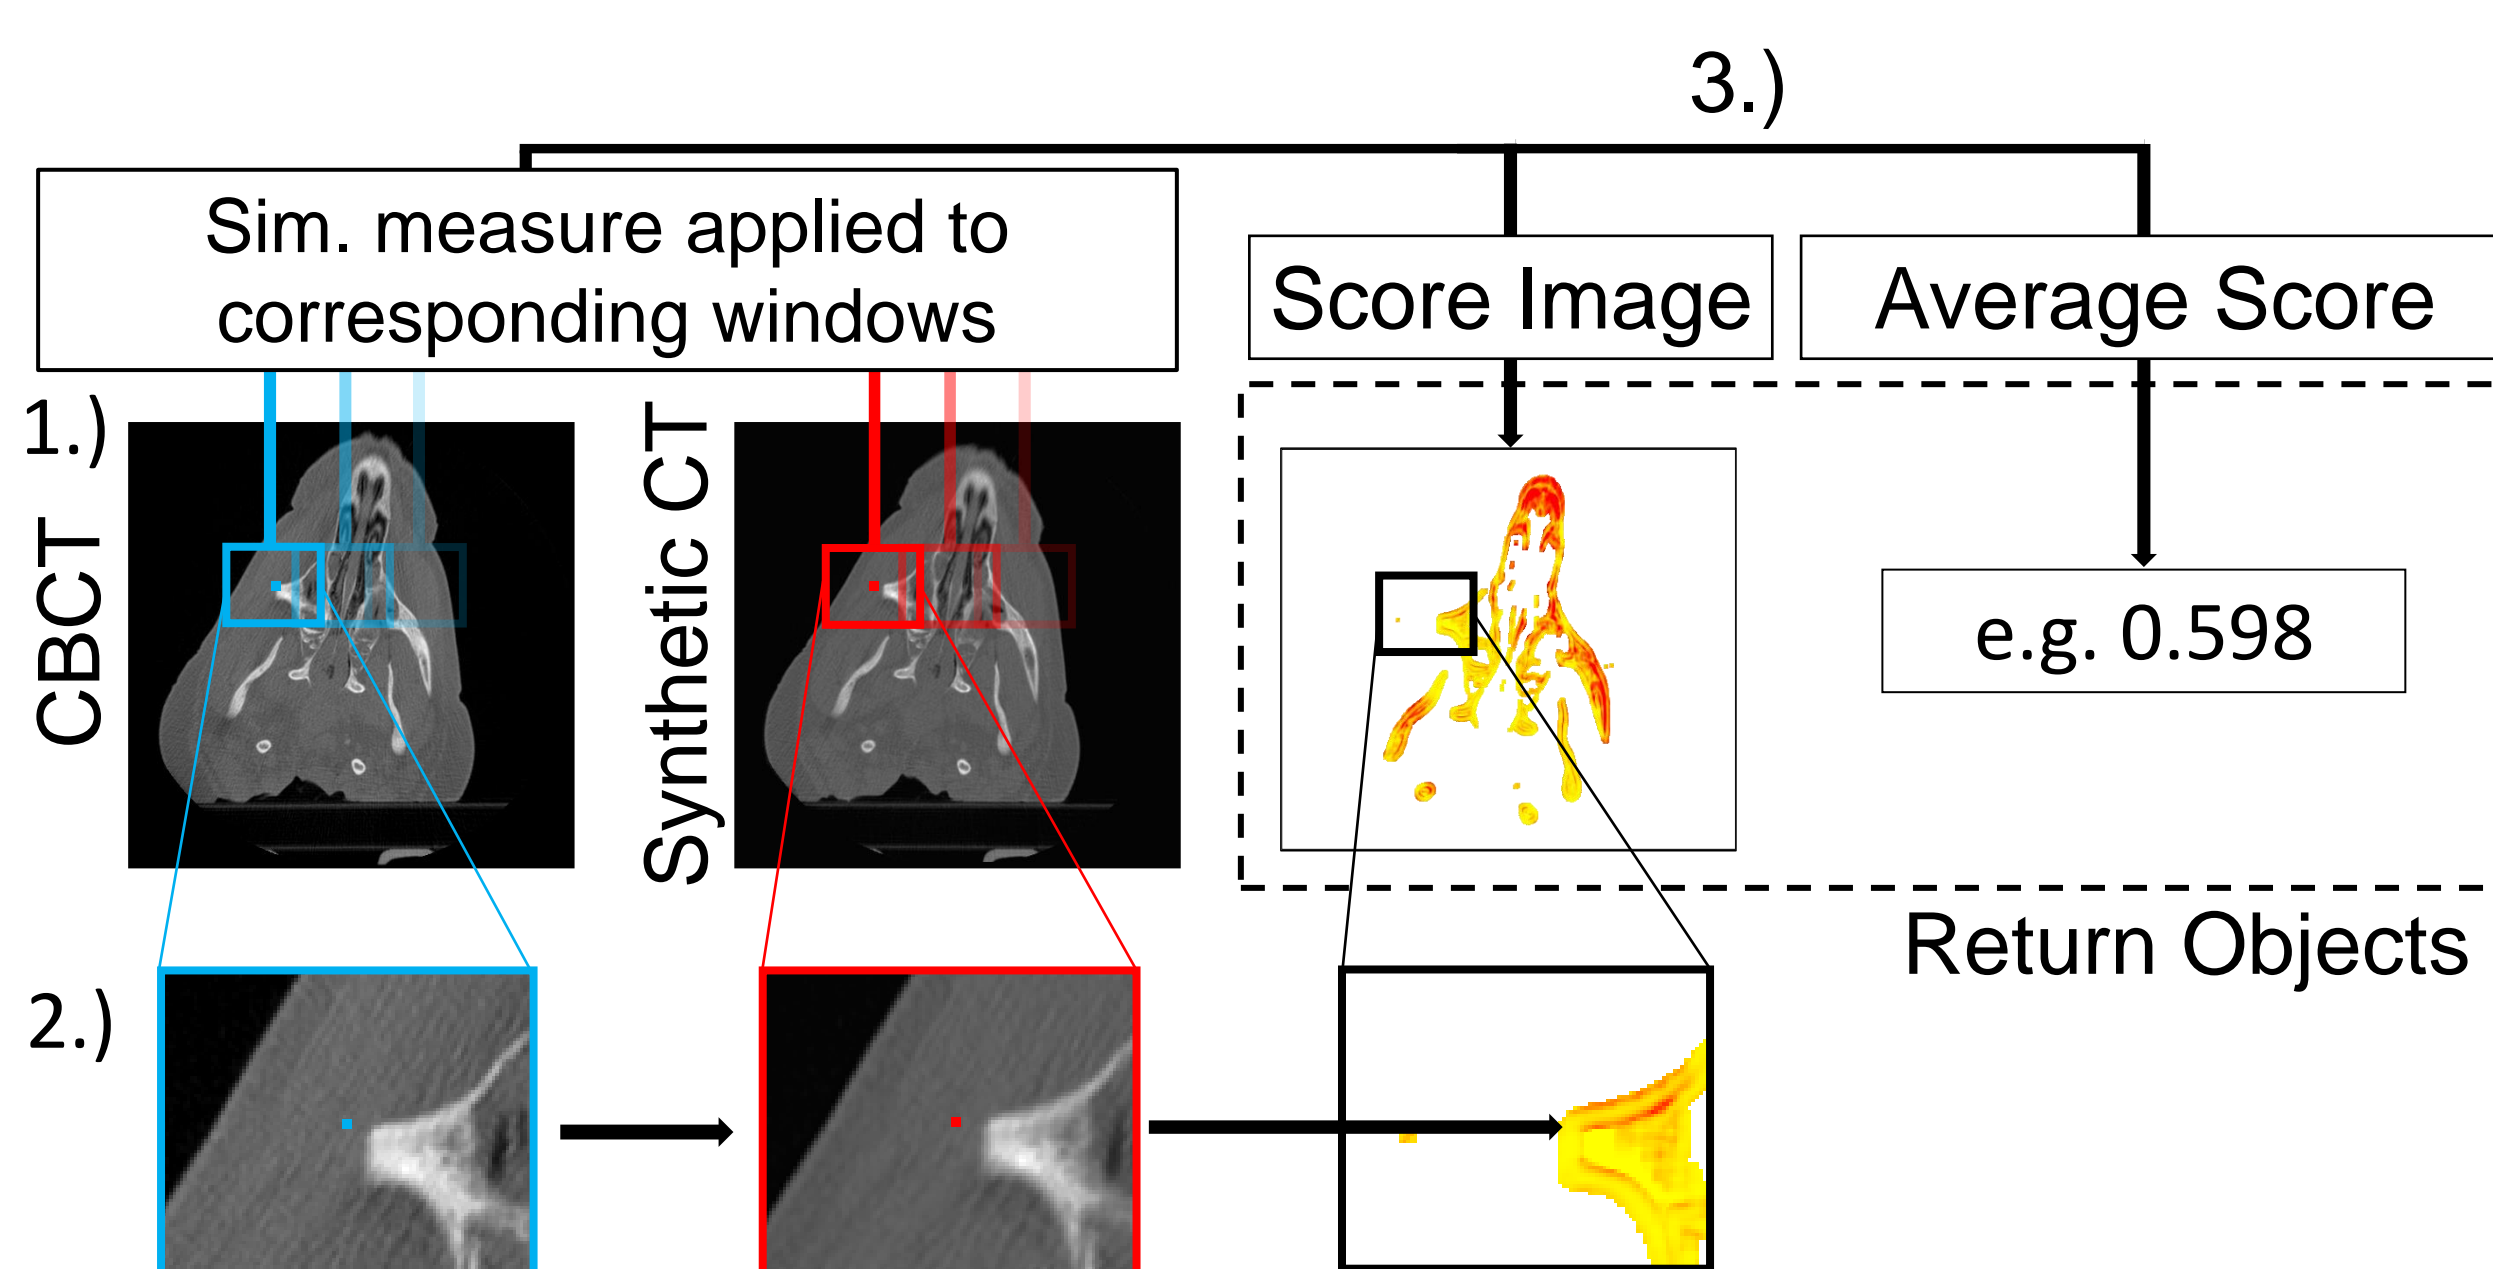 3.)
Sim. measure applied to
corresponding windows
Score Image
Average Score
1.)
CBCT
Synthetic CT
e.g. 0.598
Return Objects
2.)